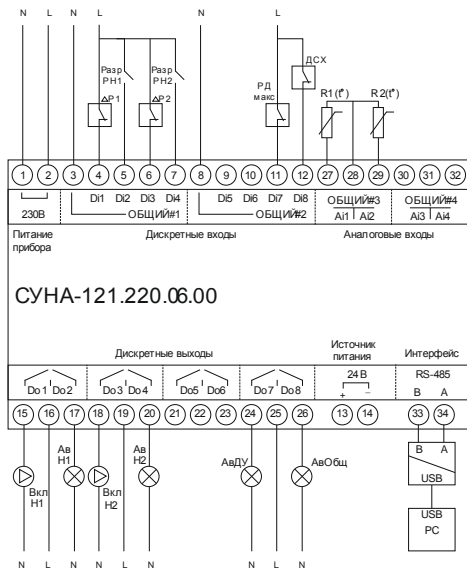 N L N L N L
Разр РН1
Разр РН2
ΔP1 ΔP2
РД макс
ДСХ
R1(t°) R2(t°)
1 2 3 4 5 6 7 8 9 10 11 12 27 28 29 30 31 32
Di1 Di2 Di3 Di4 Di5 Di6 Di7 Di8
230В ОБЩИЙ#1 ОБЩИЙ#2
ОБЩИЙ#3 ОБЩИЙ#4
Ai1 Ai2 Ai3 Ai4
Питание прибора
Дискретные входы
Аналоговые входы
СУНА-121.220.06.00
Дискретные выходы
Источник питания
Интерфейс
24 В
+ −
RS-485
B A
Do1 Do2 Do3 Do4 Do5 Do6 Do7 Do8
15 16 17 18 19 20 21 22 23 24 25 26 13 14 33 34
Вкл Н1
Ав Н1
Вкл Н2
Ав Н2
АвДУ
АвОбщ
B A
USB
USB
PC
N L N N L N N L N